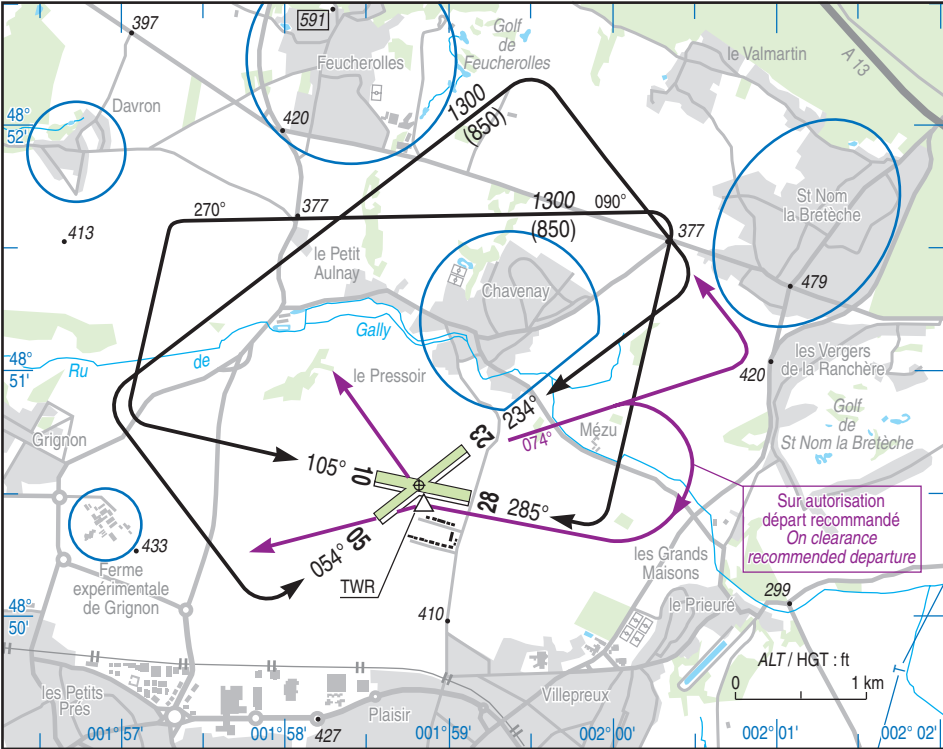 397
591
Feucherolles
Golf
de
Feucherolles
le Valmartin
A 13
Davron
48°
52'
420
1300
(850)
270°
377
1300
(850)
090°
377
St Nom
la Bretèche
413
le Petit
Aulnay
Chavenay
479
Gally
de
Ru
48°
51'
le Pressoir
420
les Vergers
de la Ranchère
Golf
de
St Nom la Bretèche
Grignon
234°
23
074°
Mézu
105°
10
28
285°
Sur autorisation
départ recommandé
On clearance
recommended departure
433
Ferme
expérimentale
de Grignon
054°
05
TWR
les Grands
Maisons
299
48°
50'
410
le Prieuré
ALT / HGT : ft
0
1 km
T
les Petits
Prés
Plaisir
Villepreux
001° 57'
001° 58'
427
001° 59'
002° 00'
002° 01'
002° 02'